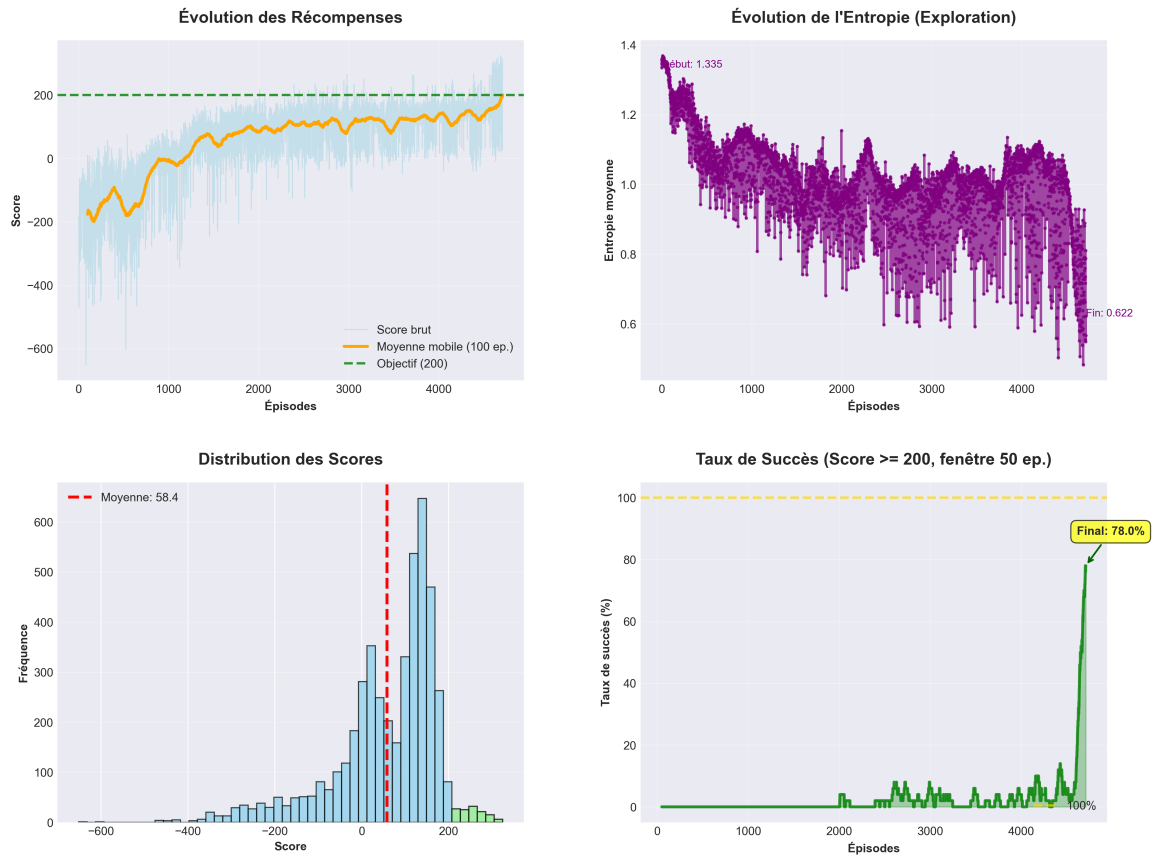 Évolution des Récompenses
Score
200
0
−200
−400
−600
0
1000
2000
3000
4000
Score brut
Moyenne mobile (100 ep.)
Objectif (200)
Épisodes
Évolution de l'Entropie (Exploration)
Entropie moyenne
1.4
1.2
1.0
0.8
0.6
ébut: 1.335
Fin: 0.622
0
1000
2000
3000
4000
Épisodes
Distribution des Scores
Fréquence
Moyenne: 58.4
600
500
400
300
200
100
0
−600
−400
−200
0
200
Score
Taux de Succès (Score >= 200, fenêtre 50 ep.)
Taux de succès (%)
100
80
60
40
20
0
Final: 78.0%
100%
0
1000
2000
3000
4000
Épisodes